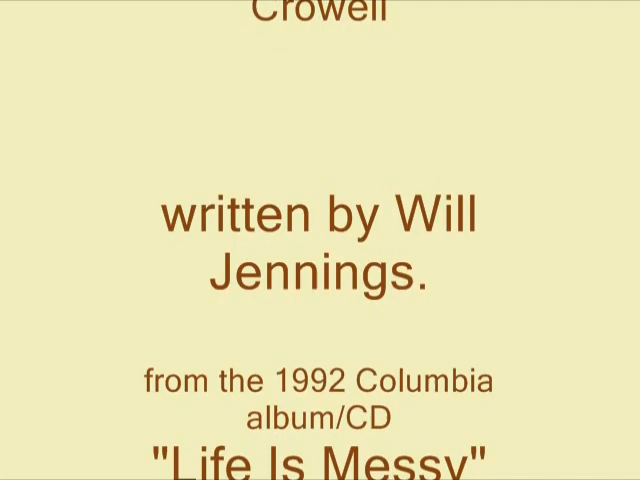 Crowell
written by Will
Jennings.
from the 1992 Columbia
album/CD
"Life Is Messy"